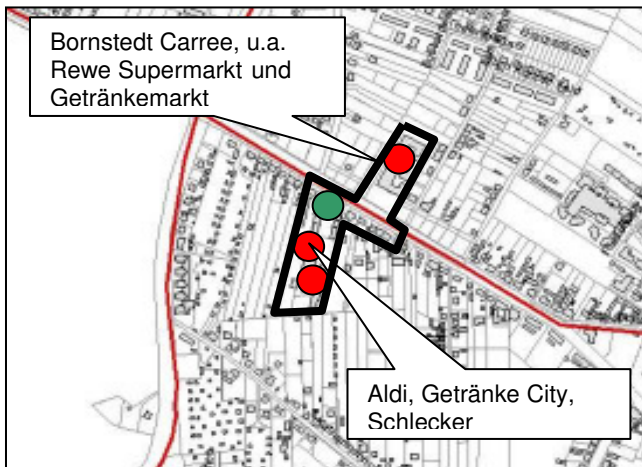 Bornstedt Carree, u.a.
Rewe Supermarkt und
Getränkemarkt
Aldi, Getränke City,
Schlecker